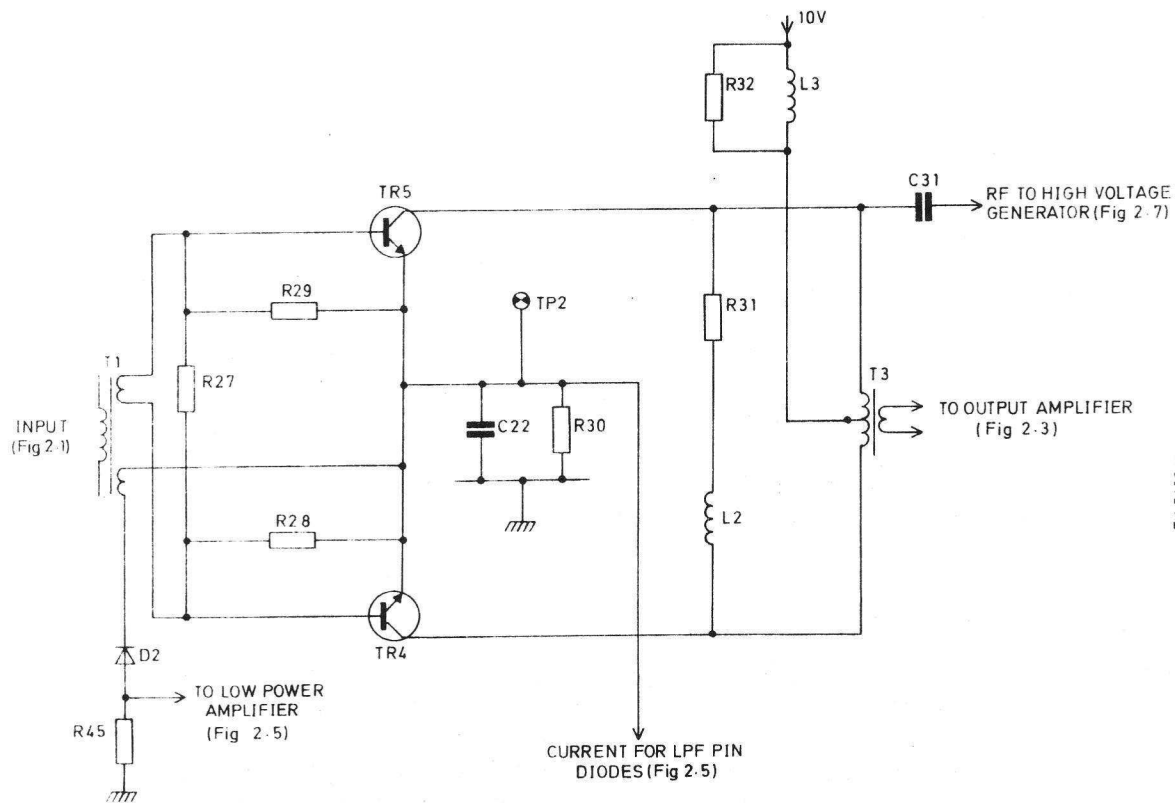 10V
R32
L3
C31
RF TO HIGH VOLTAGE
GENERATOR (Fig 2·7)
TR5
R29
TP2
R31
T1
R27
T3
INPUT
(Fig 2·1)
C22
R30
TO OUTPUT AMPLIFIER
(Fig 2·3)
R28
L2
TR4
D2
TO LOW POWER
AMPLIFIER
(Fig 2·5)
R45
CURRENT FOR LPF PIN
DIODES (Fig 2·5)